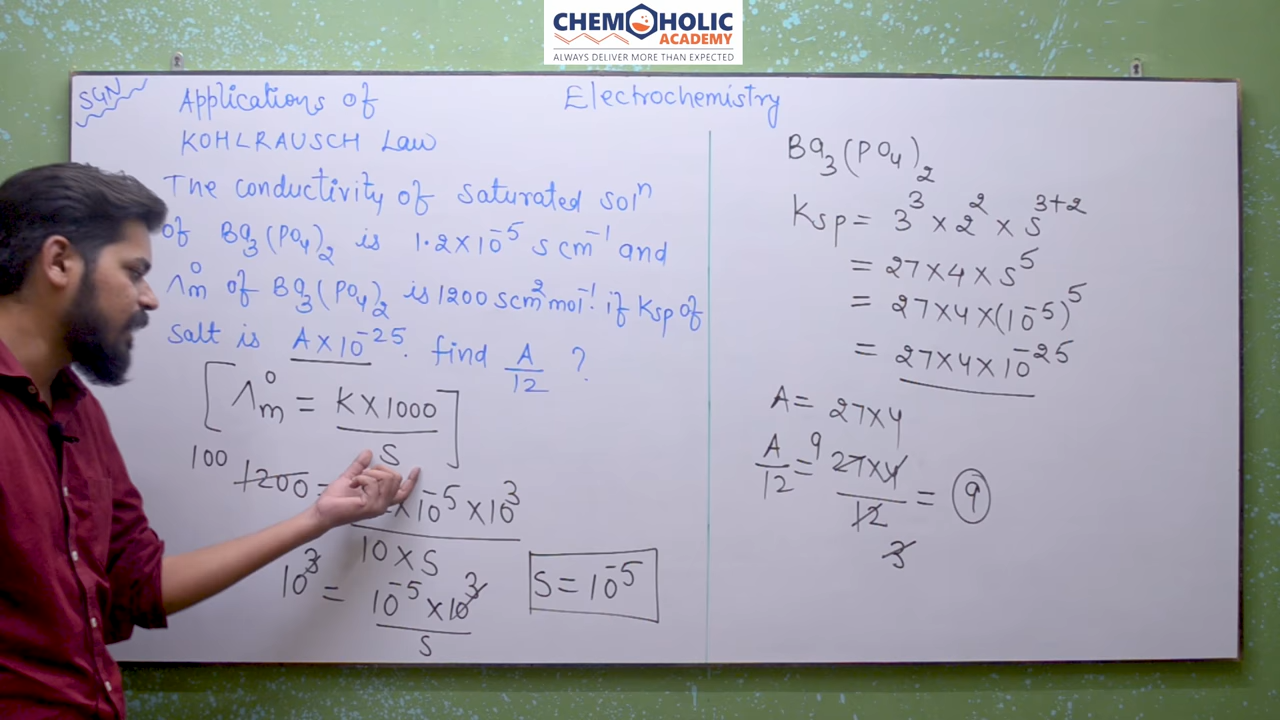 CHEMOHOLIC
ACADEMY
ALWAYS DELIVER MORE THAN EXPECTED
SGN
Applications of
KOHLRAUSCH Law
Electrochemistry
The conductivity of saturated solⁿ
of Ba₃(PO₄)₂ is 1.2×10⁻⁵ S cm⁻¹ and
Λ⁰m of Ba₃(PO₄)₂ is 1200 Scm² mol⁻¹ if Ksp of
salt is A×10⁻²⁵. find A/12 ?
[Λ⁰m = K×1000/S]
100 1200 = ×10⁻⁵×10³/10×S
10³ = 10⁻⁵×10³/S
S=10⁻⁵
Ba₃(PO₄)₂
Ksp = 3³×2²×S³⁺²
= 27×4×S⁵
= 27×4×(10⁻⁵)⁵
= 27×4×10⁻²⁵
A = 27×4
A/12 = 9 27×4/12 3 = 9